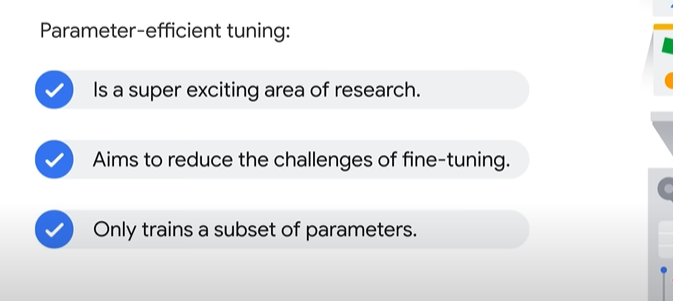 Parameter-efficient tuning:
Is a super exciting area of research.
Aims to reduce the challenges of fine-tuning.
Only trains a subset of parameters.